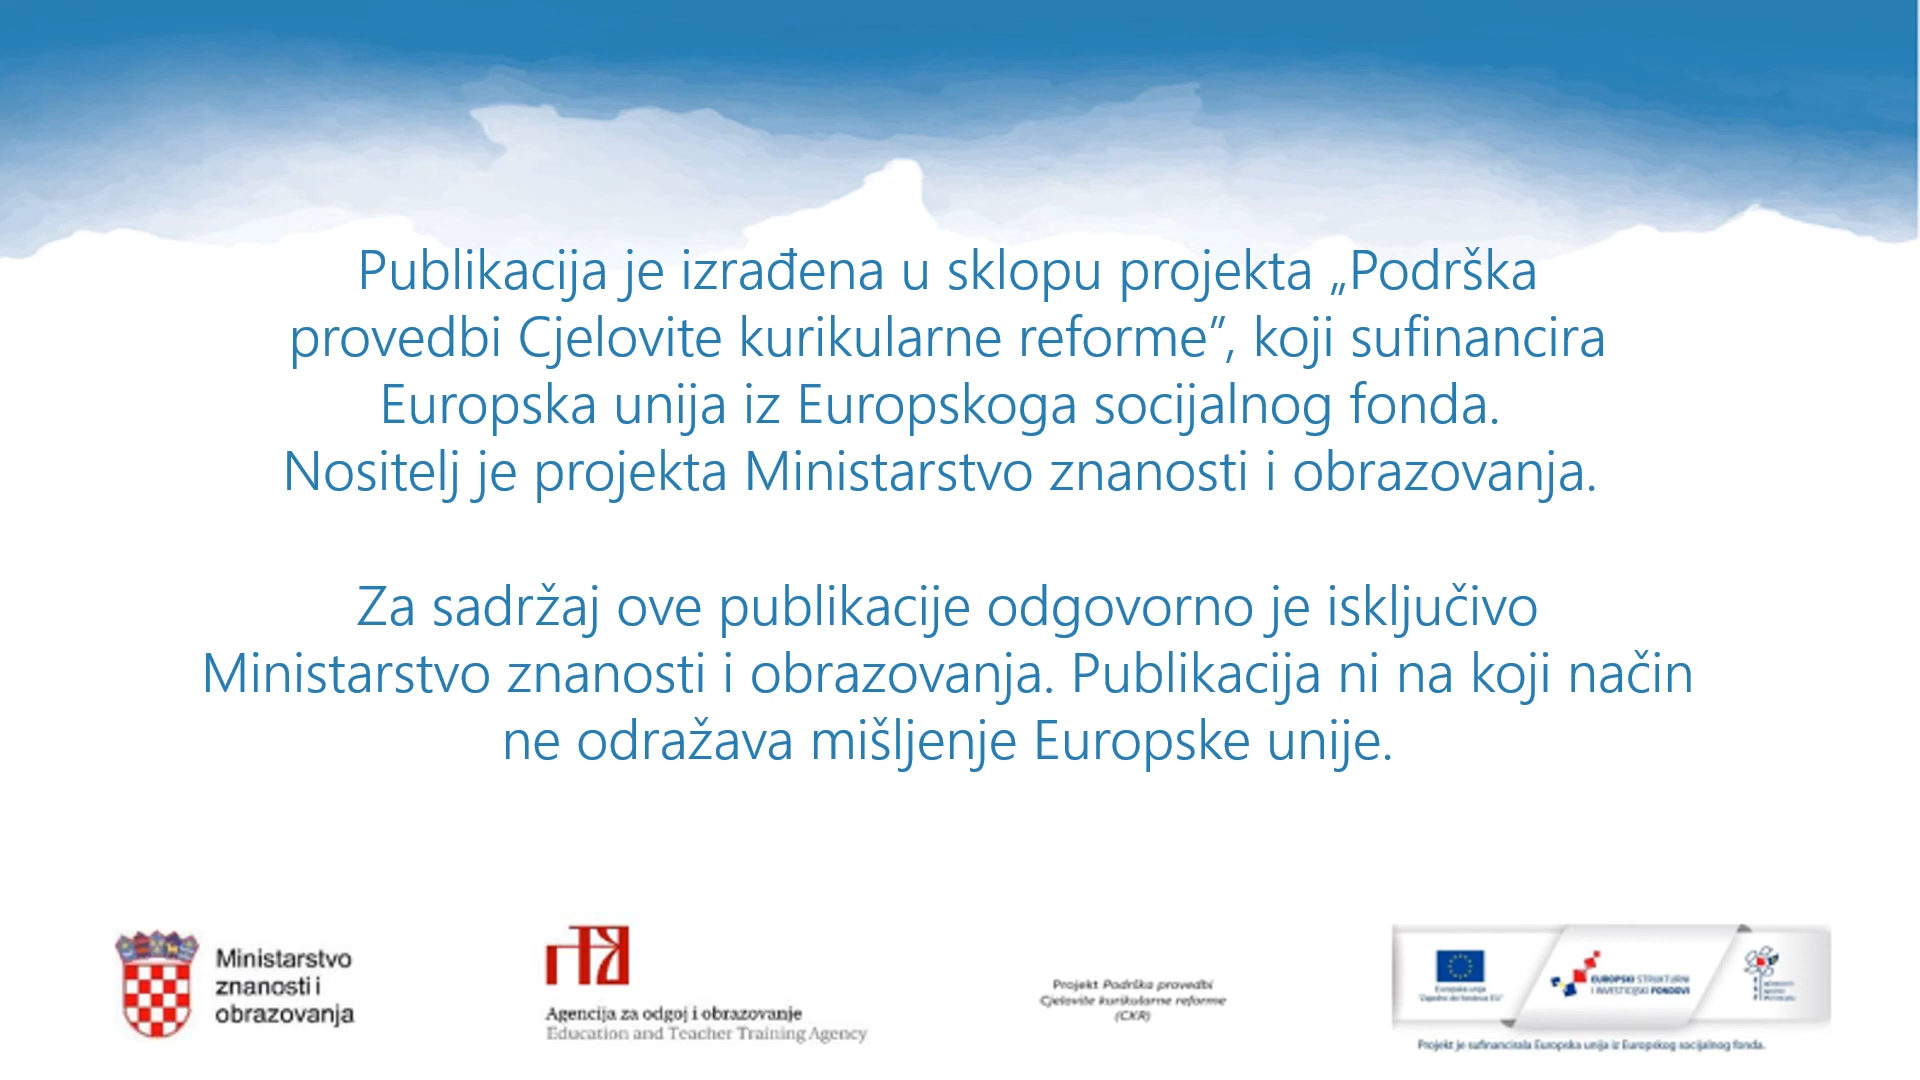 Publikacija je izrađena u sklopu projekta „Podrška
provedbi Cjelovite kurikularne reforme”, koji sufinancira
Europska unija iz Europskoga socijalnog fonda.
Nositelj je projekta Ministarstvo znanosti i obrazovanja.
Za sadržaj ove publikacije odgovorno je isključivo
Ministarstvo znanosti i obrazovanja. Publikacija ni na koji način
ne odražava mišljenje Europske unije.
Ministarstvo
znanosti i
obrazovanja
Agencija za odgoj i obrazovanje
Education and Teacher Training Agency
Projekt Podrška provedbi
Cjelovite kurikularne reforme
(CKR)
Europska unija
EUROPSKI STRUKTURNI
I INVESTICIJSKI FONDOVI
Projekt je sufinancirala Europska unija iz Europskog socijalnog fonda.